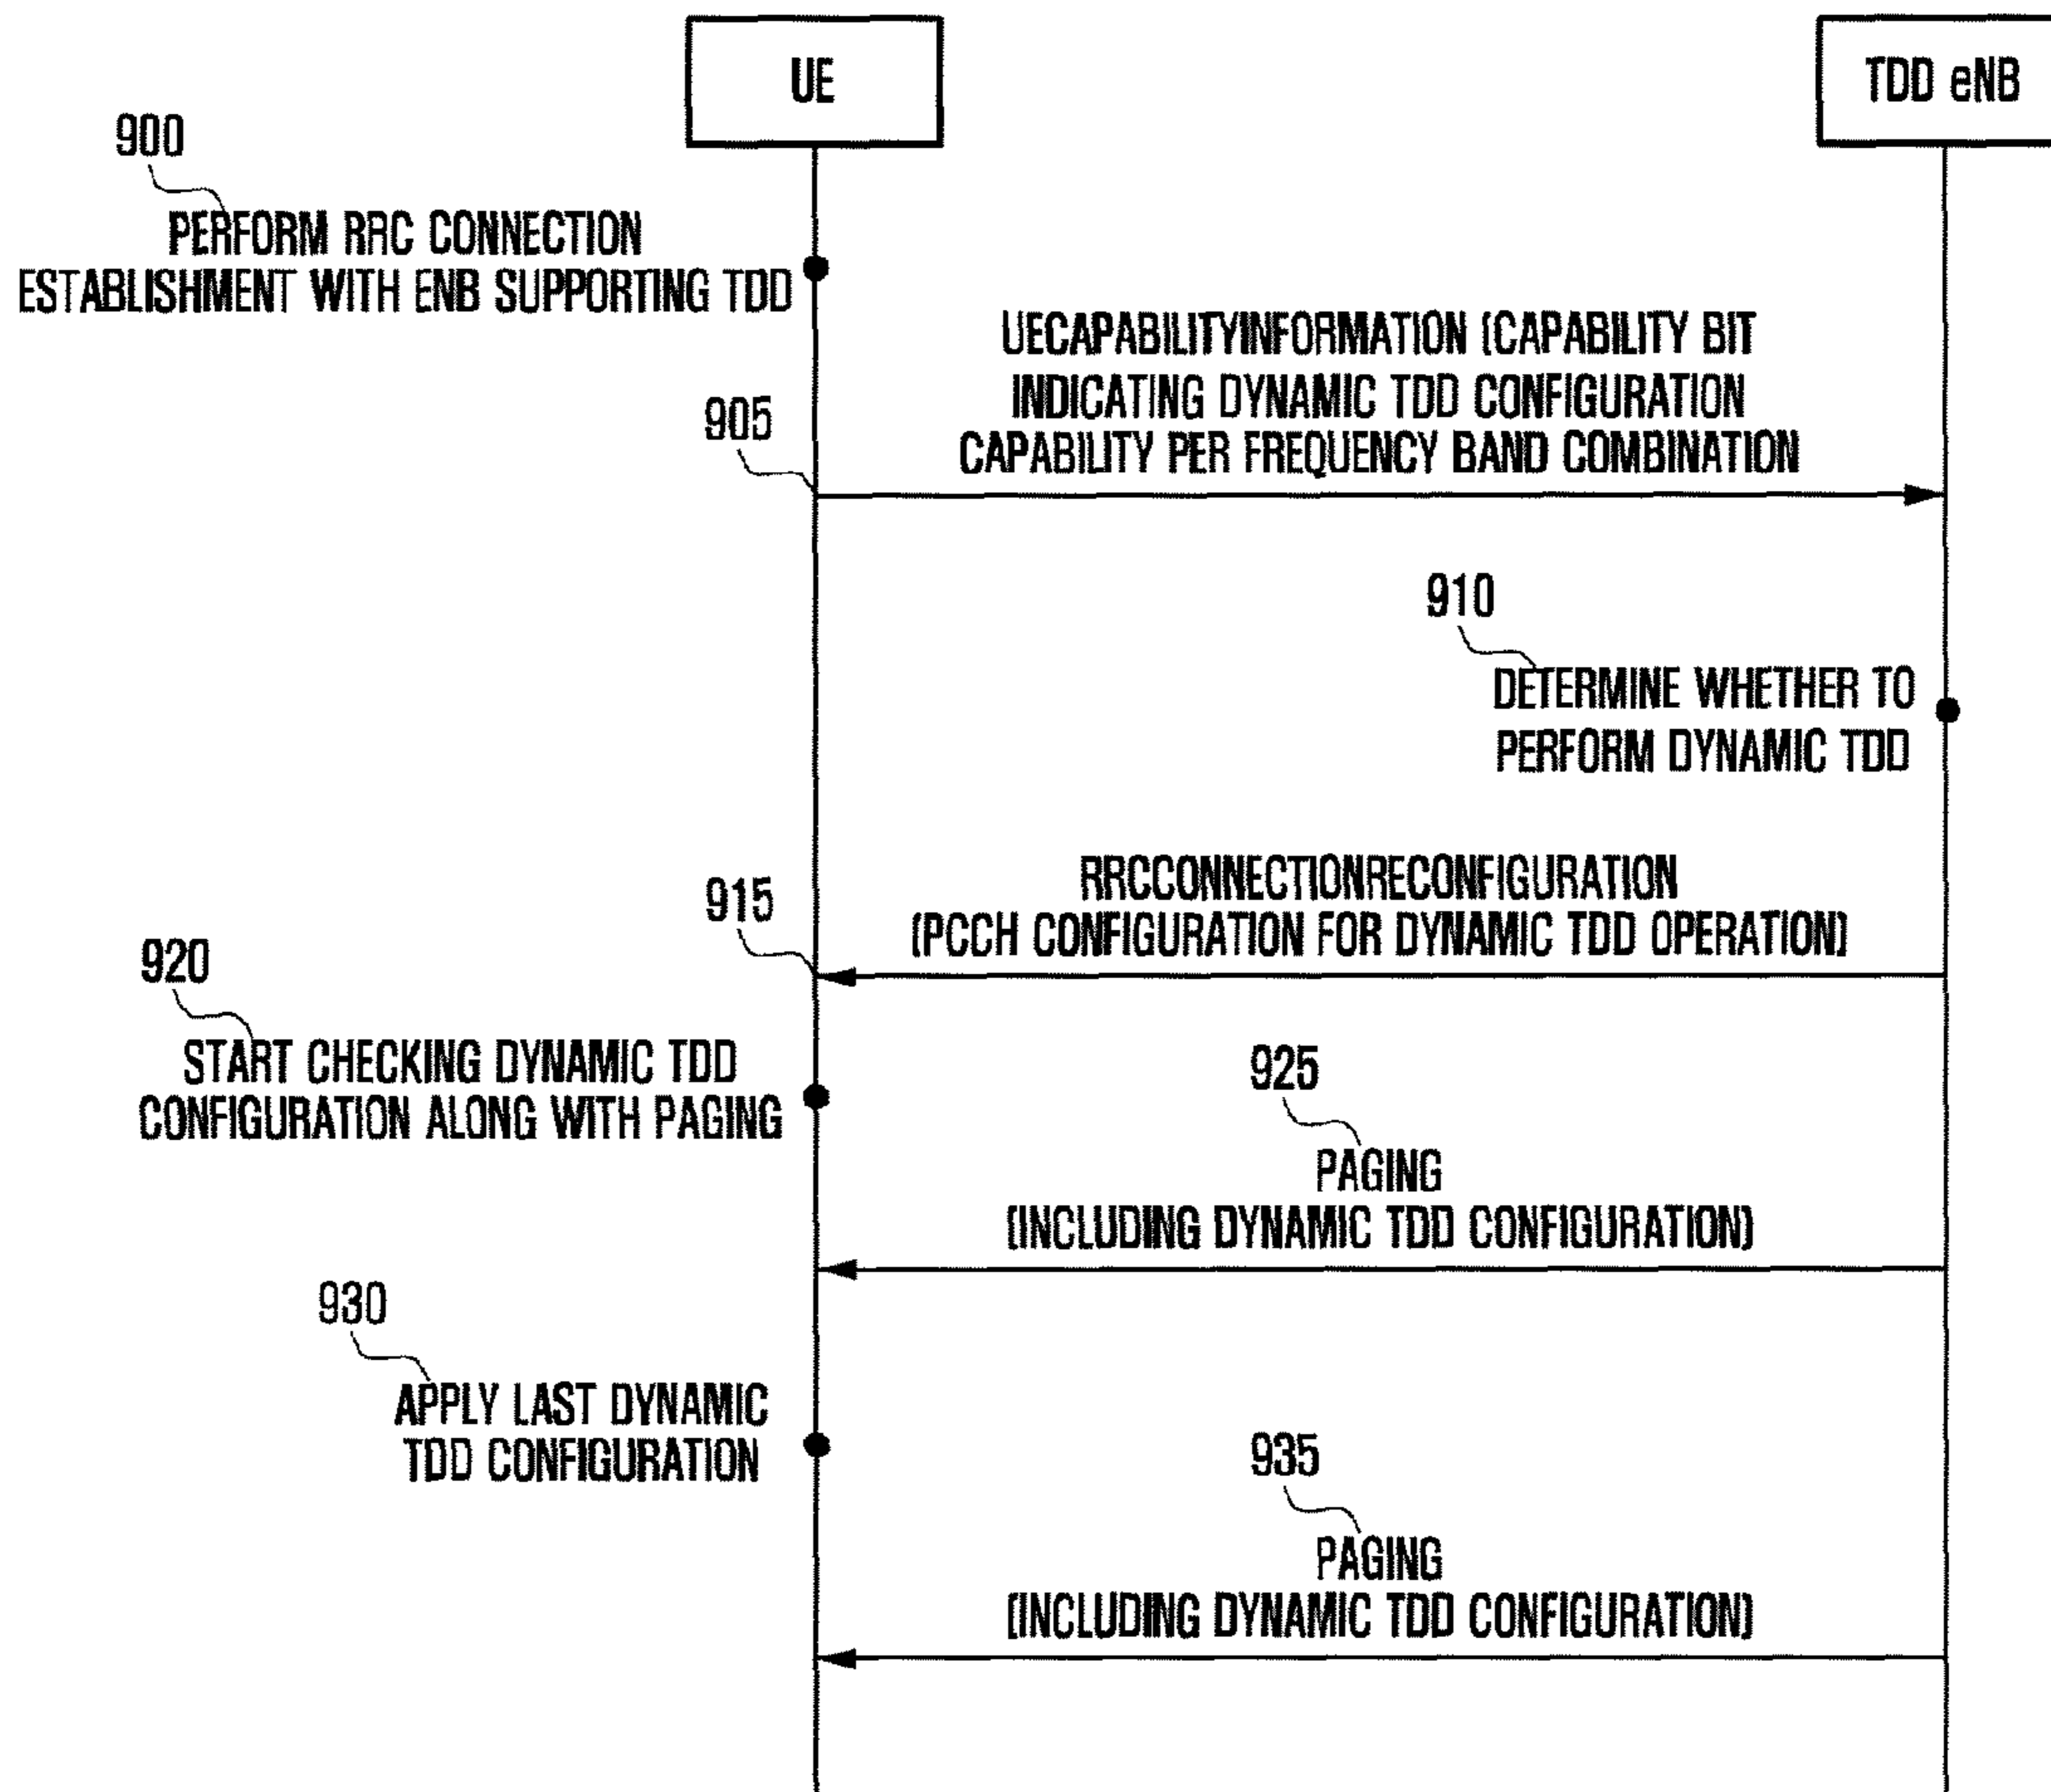 UE
TDD eNB
900
PERFORM RRC CONNECTION
ESTABLISHMENT WITH ENB SUPPORTING TDD
UECAPABILITYINFORMATION (CAPABILITY BIT
INDICATING DYNAMIC TDD CONFIGURATION
CAPABILITY PER FREQUENCY BAND COMBINATION
905
910
DETERMINE WHETHER TO
PERFORM DYNAMIC TDD
RRCCONNECTIONRECONFIGURATION
(PCCH CONFIGURATION FOR DYNAMIC TDD OPERATION)
915
920
START CHECKING DYNAMIC TDD
CONFIGURATION ALONG WITH PAGING
925
PAGING
(INCLUDING DYNAMIC TDD CONFIGURATION)
930
APPLY LAST DYNAMIC
TDD CONFIGURATION
935
PAGING
(INCLUDING DYNAMIC TDD CONFIGURATION)